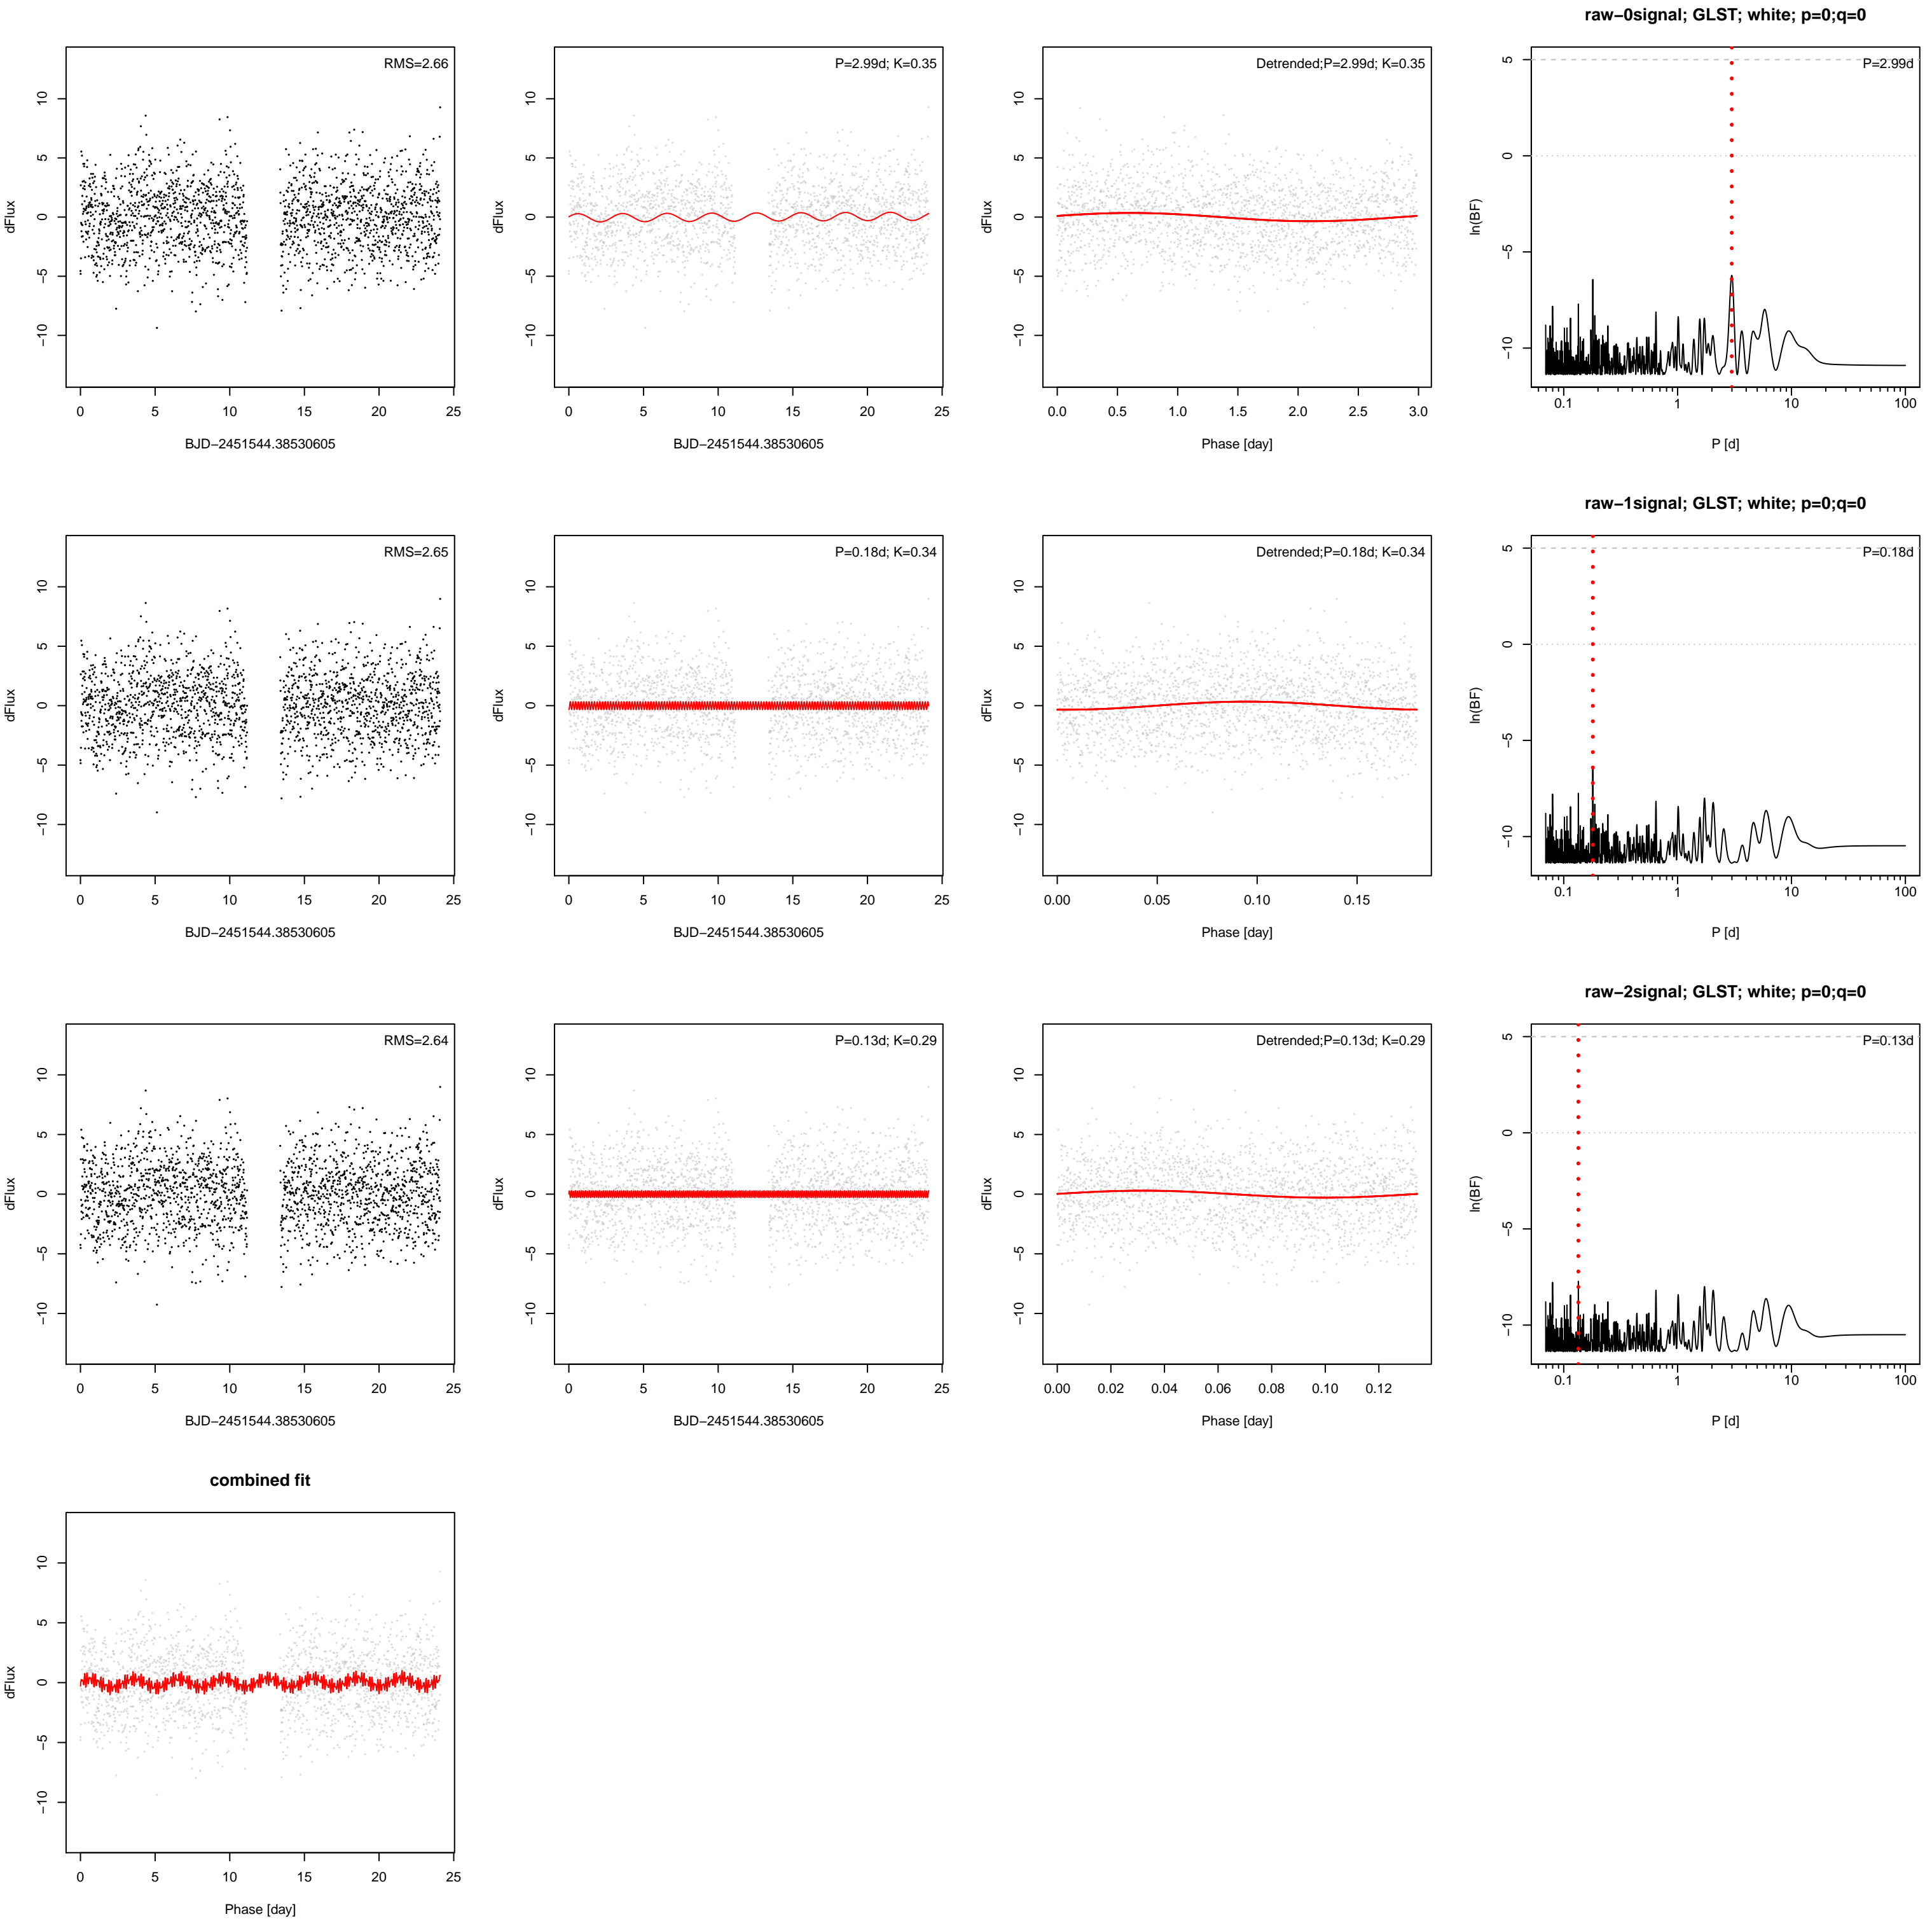 raw−0signal; GLST; white; p=0;q=0
RMS=2.66
dFlux
10
5
0
−5
−10
0 5 10 15 20 25
BJD−2451544.38530605
P=2.99d; K=0.35
dFlux
10
5
0
−5
−10
0 5 10 15 20 25
BJD−2451544.38530605
Detrended;P=2.99d; K=0.35
dFlux
10
5
0
−5
−10
0.0 0.5 1.0 1.5 2.0 2.5 3.0
Phase [day]
P=2.99d
ln(BF)
5
0
−5
−10
0.1 1 10 100
P [d]
raw−1signal; GLST; white; p=0;q=0
RMS=2.65
dFlux
10
5
0
−5
−10
0 5 10 15 20 25
BJD−2451544.38530605
P=0.18d; K=0.34
dFlux
10
5
0
−5
−10
0 5 10 15 20 25
BJD−2451544.38530605
Detrended;P=0.18d; K=0.34
dFlux
10
5
0
−5
−10
0.00 0.05 0.10 0.15
Phase [day]
P=0.18d
ln(BF)
5
0
−5
−10
0.1 1 10 100
P [d]
raw−2signal; GLST; white; p=0;q=0
RMS=2.64
dFlux
10
5
0
−5
−10
0 5 10 15 20 25
BJD−2451544.38530605
P=0.13d; K=0.29
dFlux
10
5
0
−5
−10
0 5 10 15 20 25
BJD−2451544.38530605
Detrended;P=0.13d; K=0.29
dFlux
10
5
0
−5
−10
0.00 0.02 0.04 0.06 0.08 0.10 0.12
Phase [day]
P=0.13d
ln(BF)
5
0
−5
−10
0.1 1 10 100
P [d]
combined fit
dFlux
10
5
0
−5
−10
0 5 10 15 20 25
Phase [day]